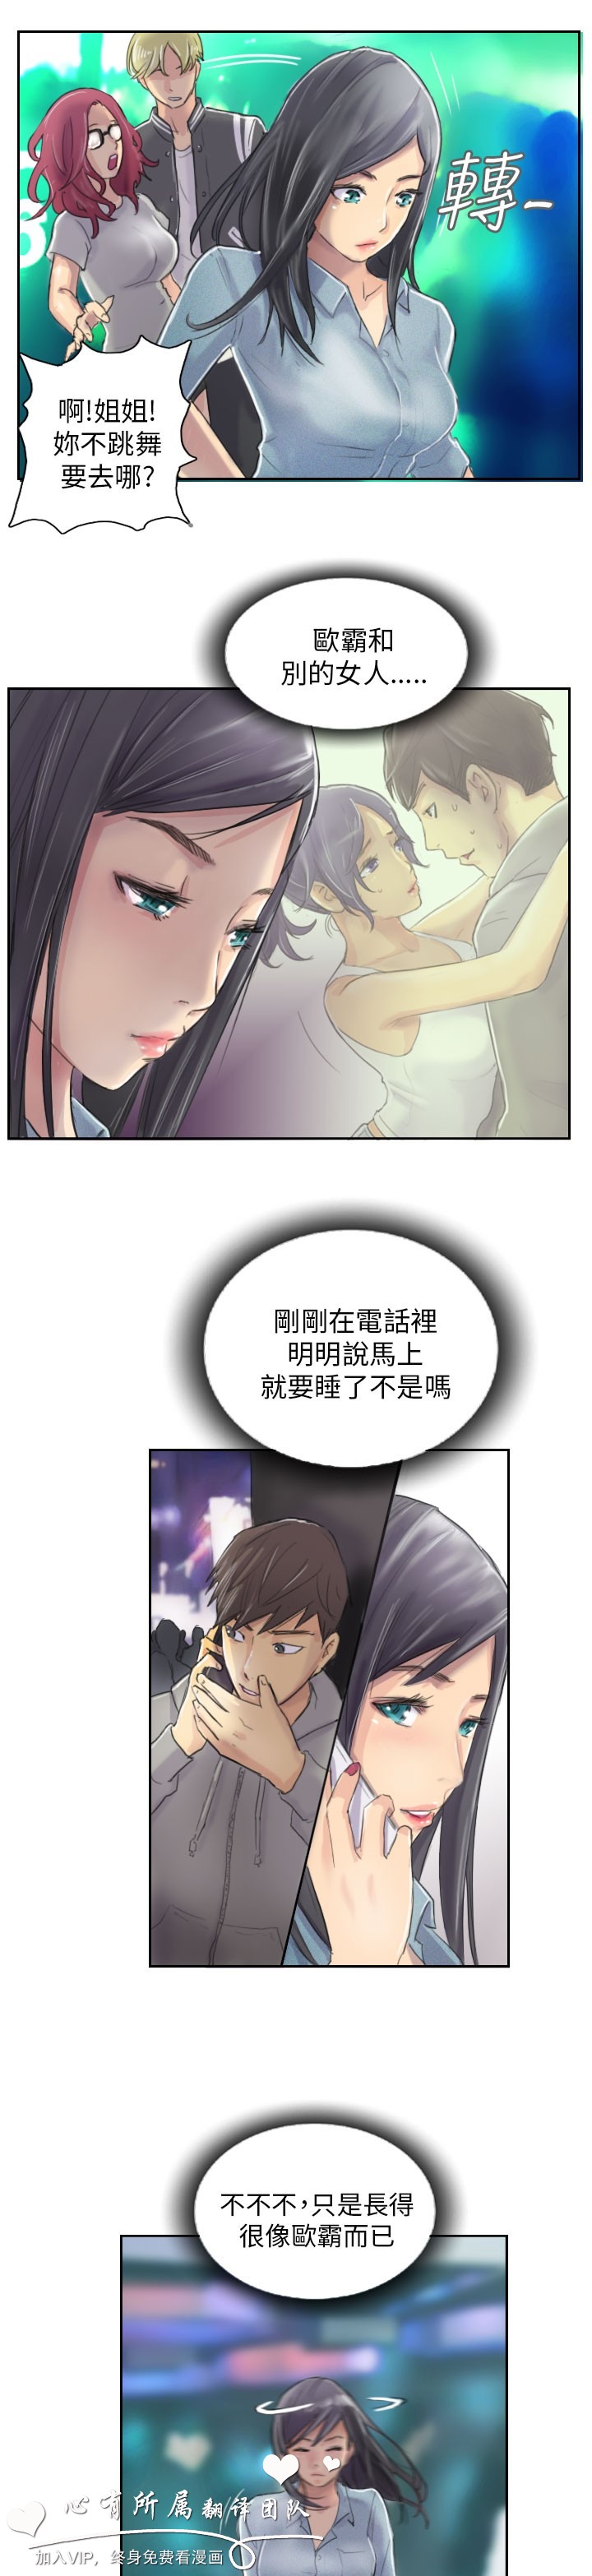 轉~
啊!姐姐!
妳不跳舞
要去哪?
歐霸和
別的女人.....
剛剛在電話裡
明明說馬上
就要睡了不是嗎
不不不，只是長得
很像歐霸而已
心有所属翻译团队
加入VIP，终身免费看漫画